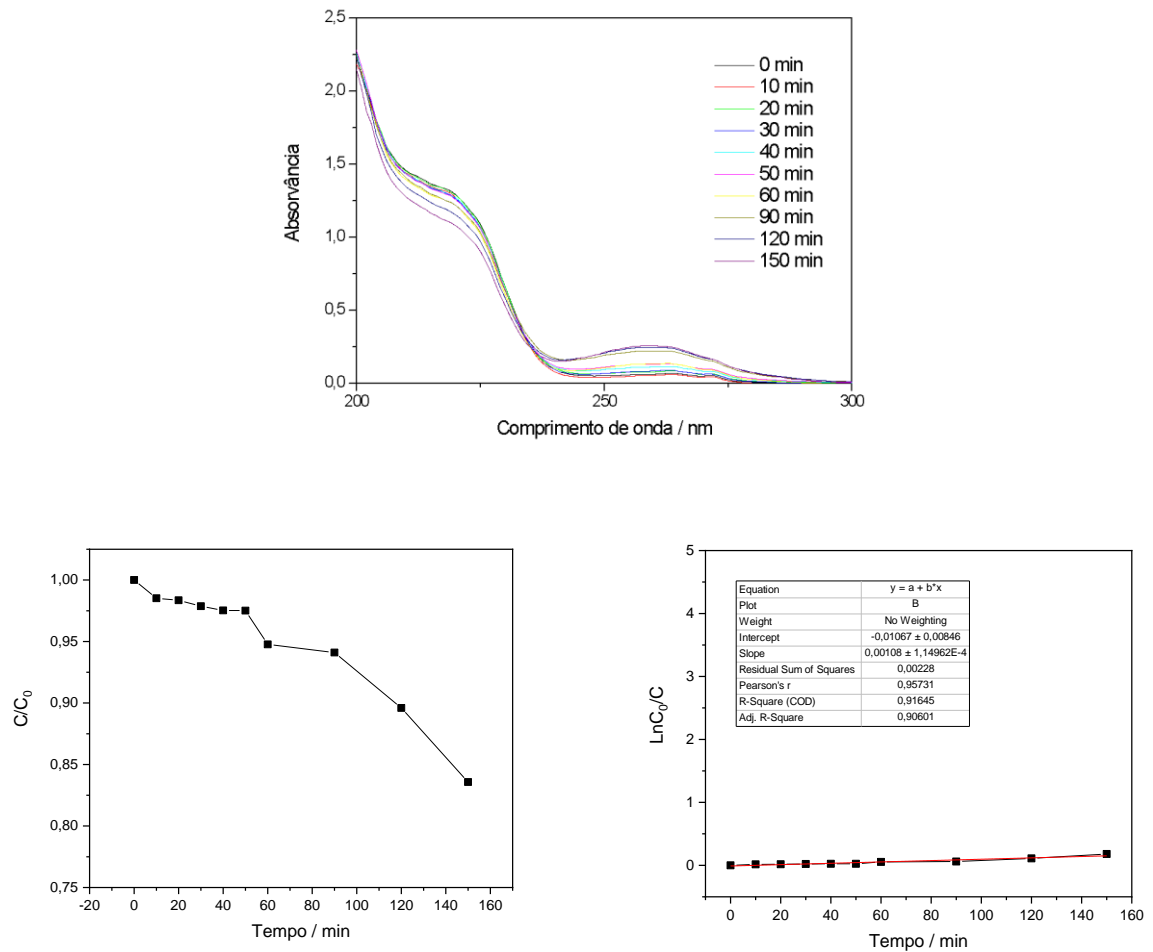 2,5
2,0
1,5
1,0
0,5
0,0
Absorvância
200
250
300
Comprimento de onda / nm
0 min
10 min
20 min
30 min
40 min
50 min
60 min
90 min
120 min
150 min
1,00
0,95
0,90
0,85
0,80
0,75
C/C₀
-20
0
20
40
60
80
100
120
140
160
Tempo / min
5
4
3
2
1
0
LnC₀/C
Equation y = a + b*x
Plot B
Weight No Weighting
Intercept -0,01067 ± 0,00846
Slope 0,00108 ± 1,14962E-4
Residual Sum of Squares 0,00228
Pearson's r 0,95731
R-Square (COD) 0,91645
Adj. R-Square 0,90601
0
20
40
60
80
100
120
140
160
Tempo / min